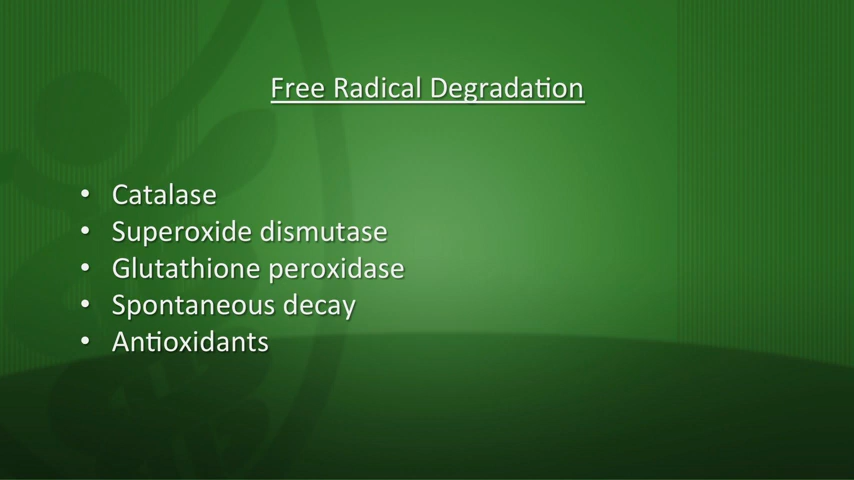 Free Radical Degradation
• Catalase
• Superoxide dismutase
• Glutathione peroxidase
• Spontaneous decay
• Antioxidants